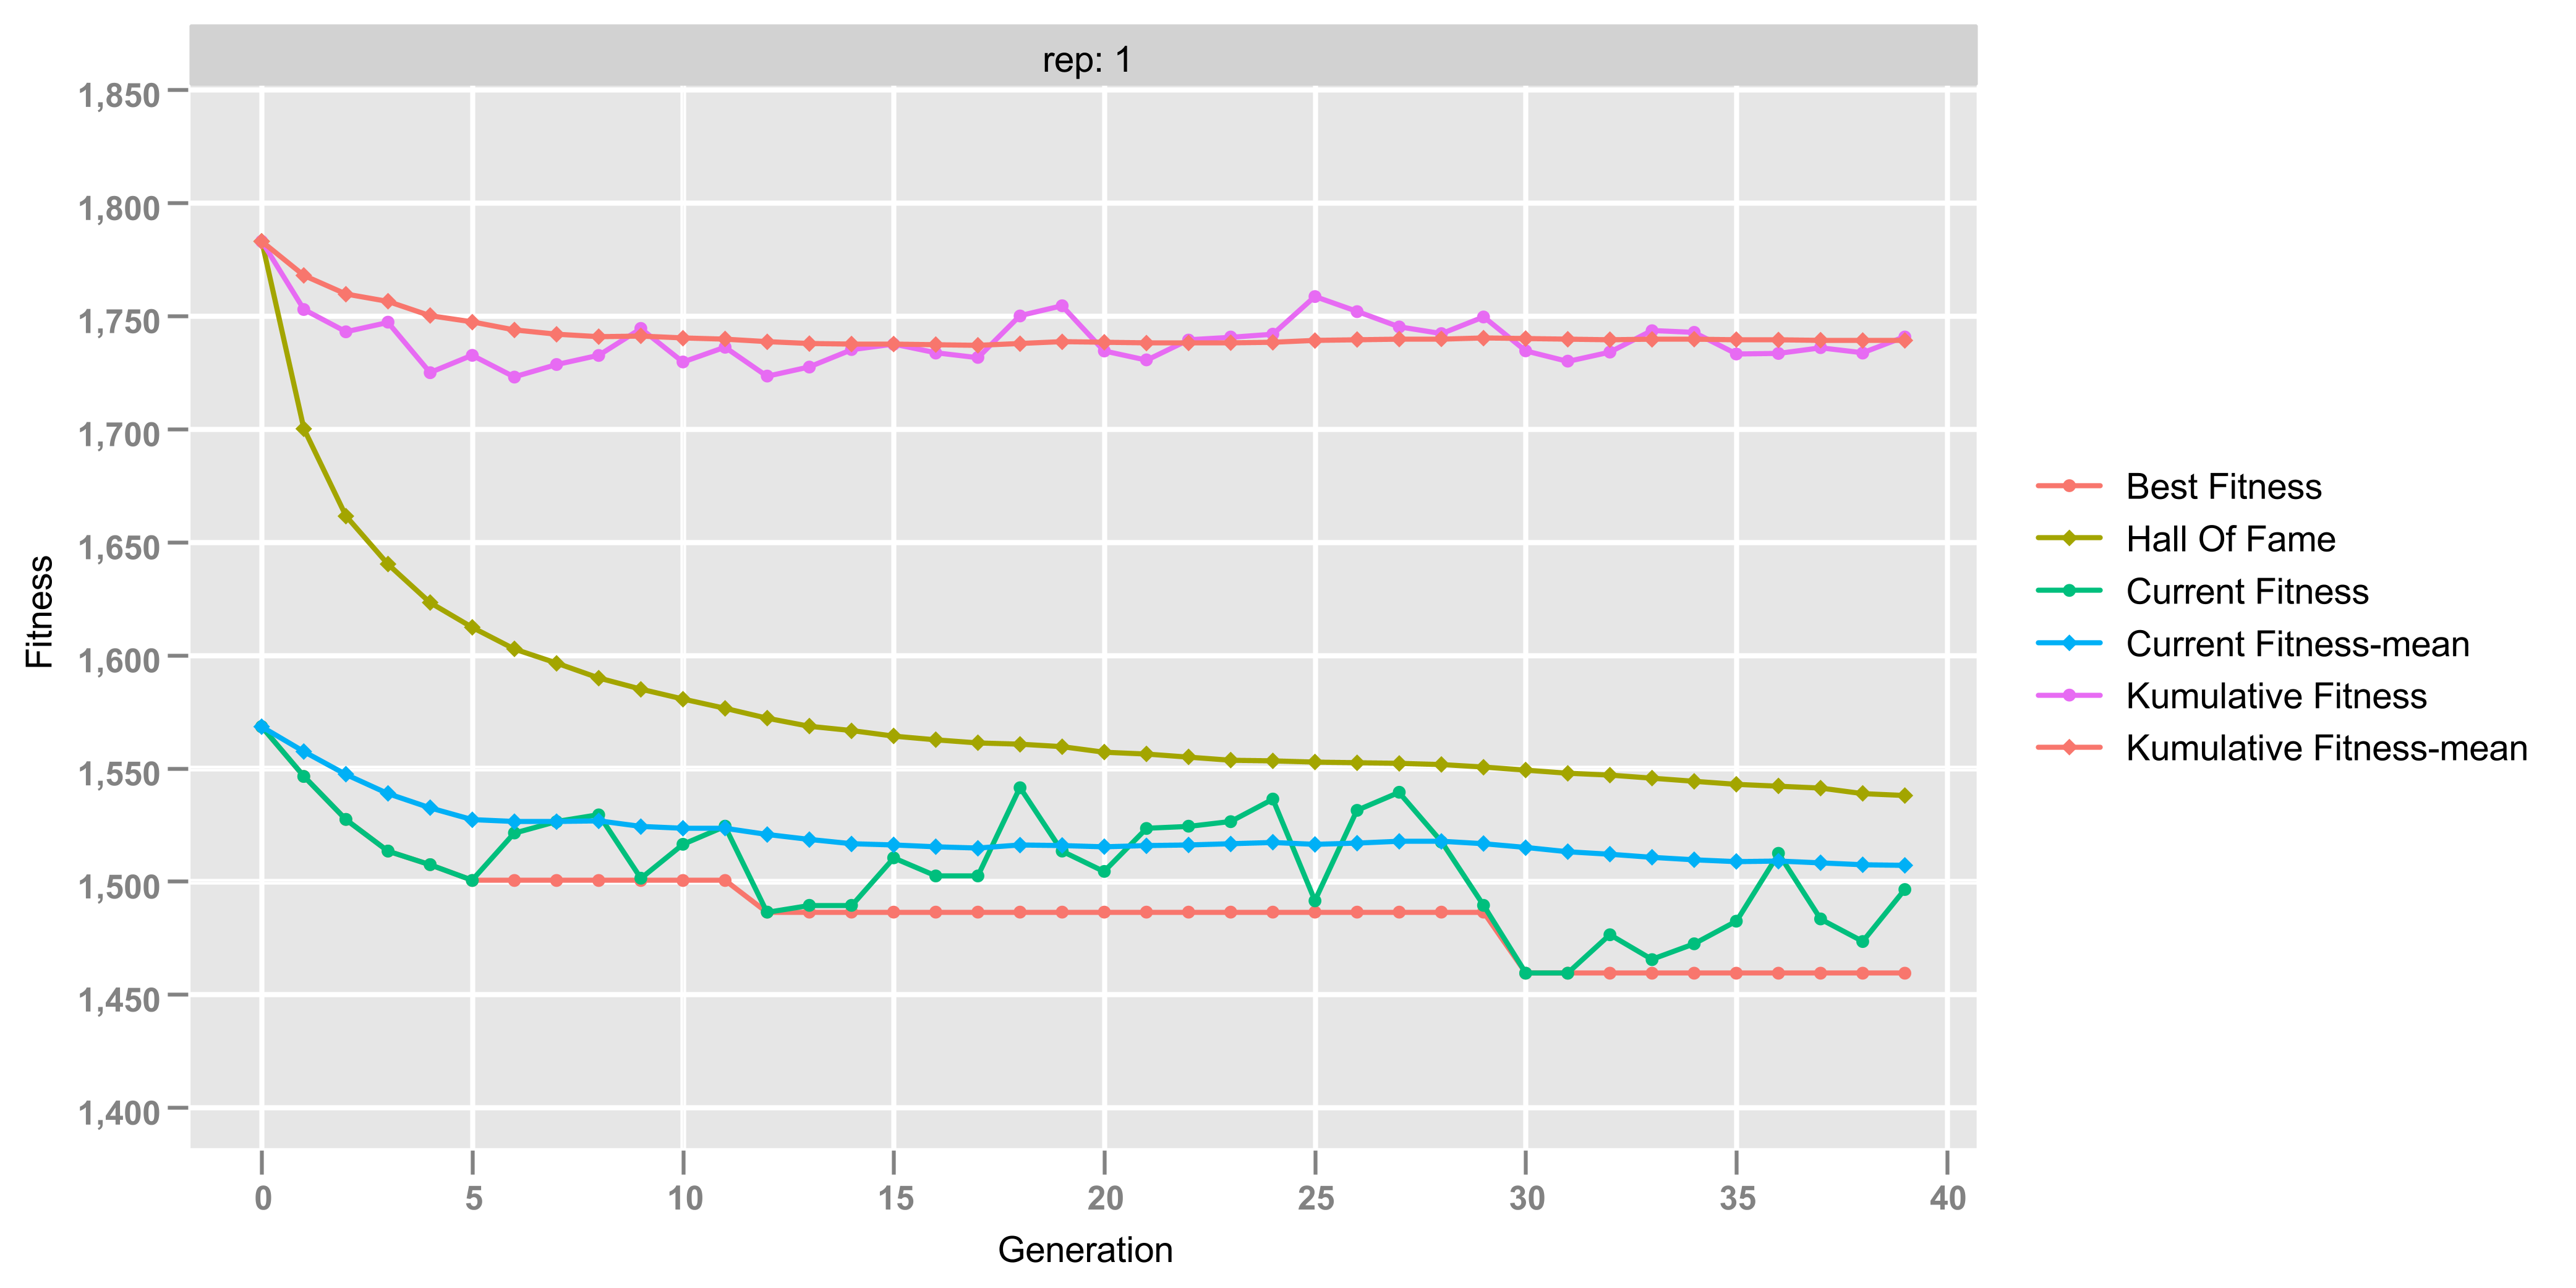 rep: 1
1,850
1,800
1,750
1,700
1,650
1,600
1,550
1,500
1,450
1,400
Fitness
0 5 10 15 20 25 30 35 40
Generation
Best Fitness
Hall Of Fame
Current Fitness
Current Fitness-mean
Kumulative Fitness
Kumulative Fitness-mean